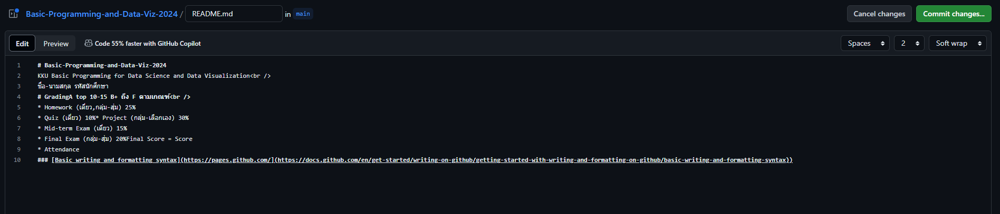 Basic-Programming-and-Data-Viz-2024 / README.md in main Cancel changes Commit changes...
Edit Preview Code 55% faster with GitHub Copilot Spaces 2 Soft wrap
1 # Basic-Programming-and-Data-Viz-2024
2 KKU Basic Programming for Data Science and Data Visualization<br />
3 ชื่อ-นามสกุล รหัสนักศึกษา
4 # GradingA top 10-15 B+ ถึง F ตามเกณฑ์<br />
5 * Homework (เดี่ยว,กลุ่ม-สุ่ม) 25%
6 * Quiz (เดี่ยว) 10%* Project (กลุ่ม-เลือกเอง) 30%
7 * Mid-term Exam (เดี่ยว) 15%
8 * Final Exam (กลุ่ม-สุ่ม) 20%Final Score = Score
9 * Attendance
10 ### [Basic writing and formatting syntax](https://pages.github.com/](https://docs.github.com/en/get-started/writing-on-github/getting-started-with-writing-and-formatting-on-github/basic-writing-and-formatting-syntax))